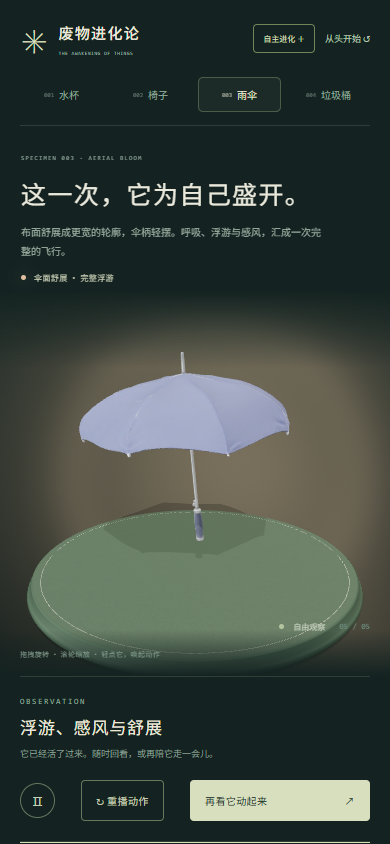 废物进化论
THE AWAKENING OF THINGS
自主进化 +
从头开始 ↺
001 水杯
002 椅子
003 雨伞
004 垃圾桶
SPECIMEN 003 · AERIAL BLOOM
这一次，它为自己盛开。
布面舒展成更宽的轮廓，伞柄轻摆。呼吸、浮游与感风，汇成一次完
整的飞行。
伞面舒展 · 完整浮游
自由观察 05 / 05
拖拽旋转 · 滚轮缩放 · 轻点它，唤起动作
OBSERVATION
浮游、感风与舒展
它已经活了过来。随时回看，或再陪它走一会儿。
↻ 重播动作
再看它动起来 ↗